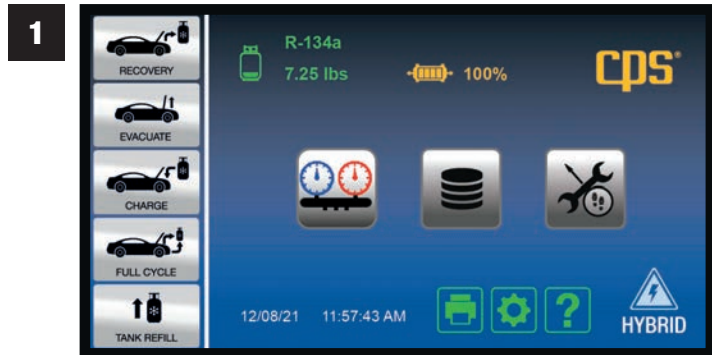 1
RECOVERY
EVACUATE
CHARGE
FULL CYCLE
TANK REFILL
R-134a
7.25 lbs
100%
CPS®
12/08/21 11:57:43 AM
?
HYBRID